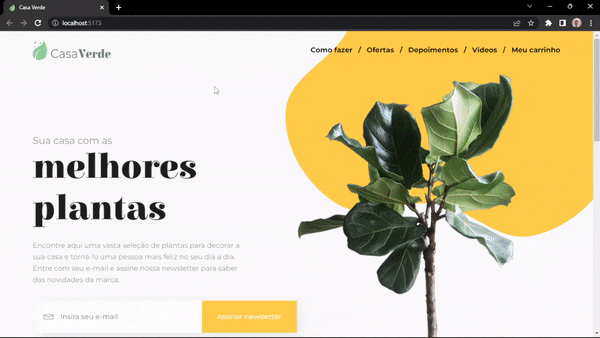 Casa Verde
localhost:5173
CasaVerde
Como fazer / Ofertas / Depoimentos / Videos / Meu carrinho
Sua casa com as
melhores
plantas
Encontre aqui uma vasta seleção de plantas para decorar a
sua casa e torná-lo uma pessoa mais feliz no seu dia a dia.
Entre com seu e-mail e assine nossa newsletter para saber
das novidades da marca.
Insira seu e-mail
Assinar newsletter